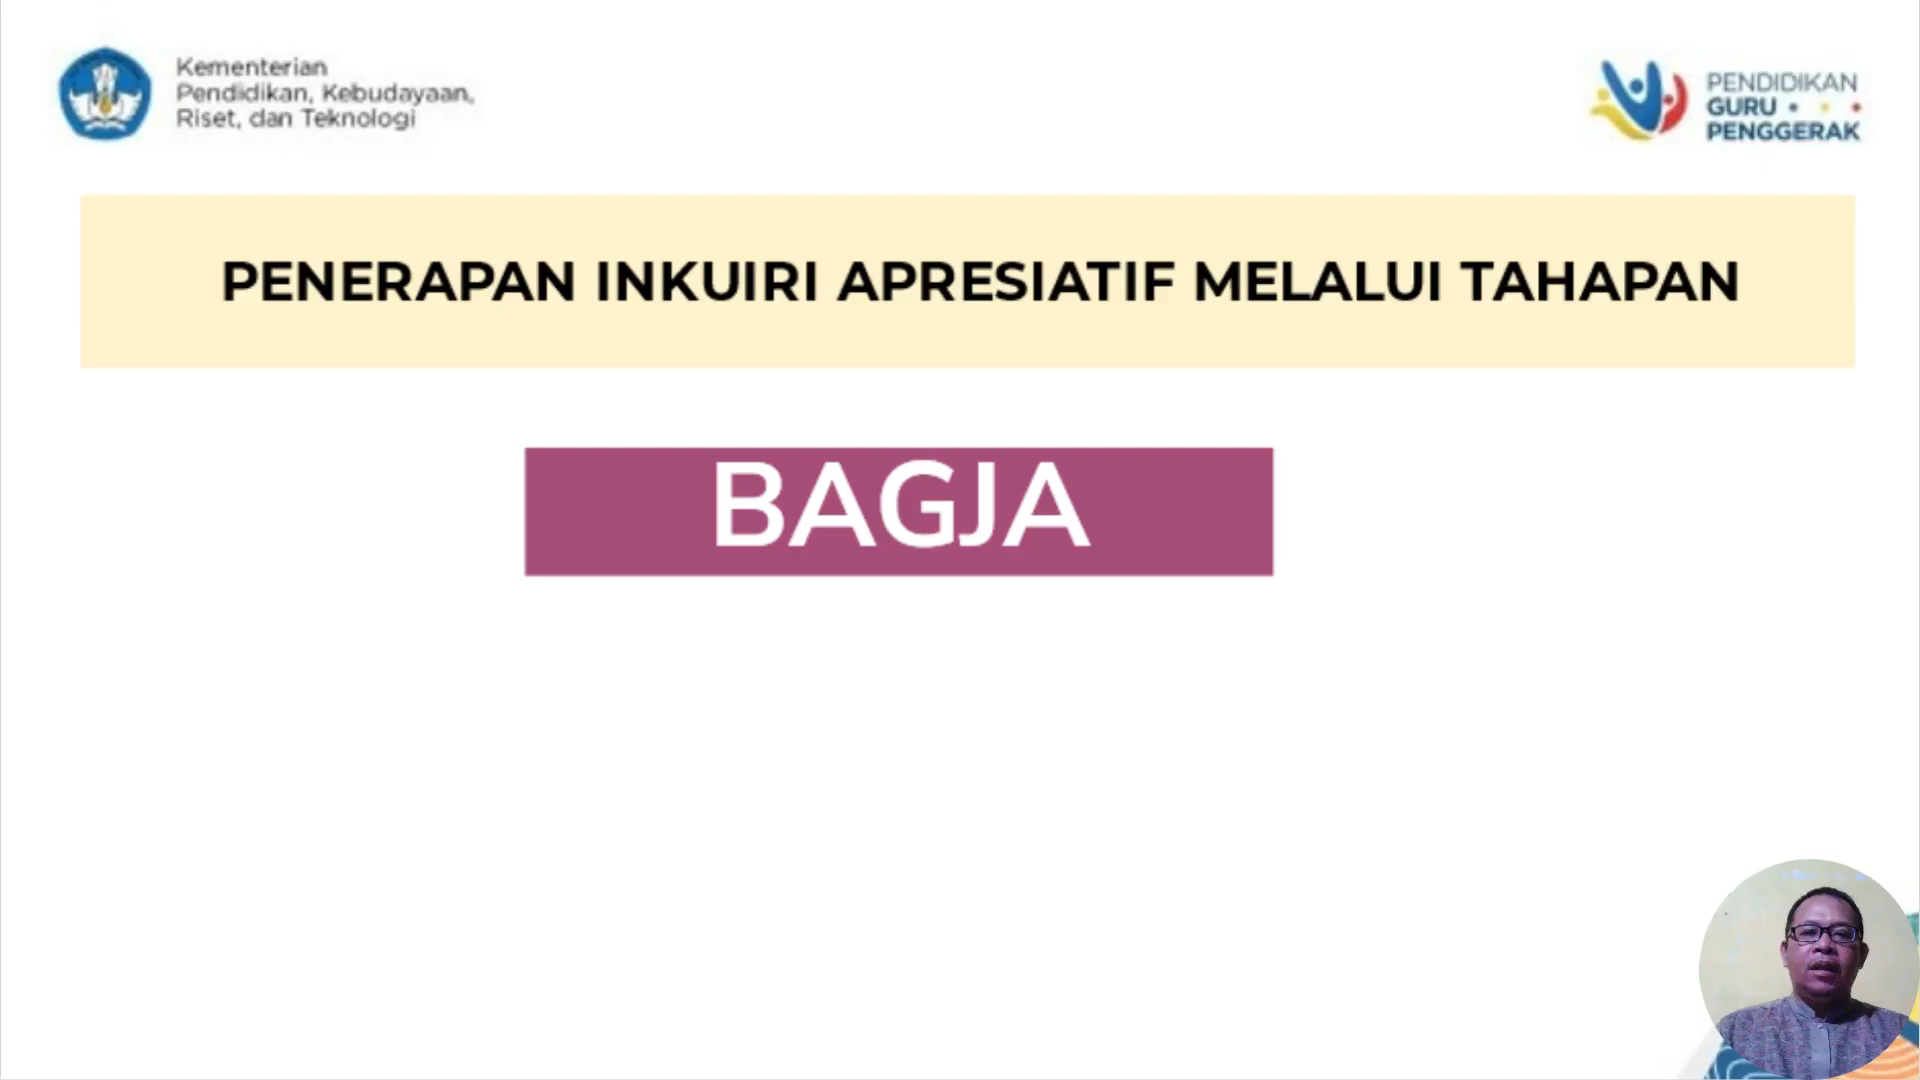 Kementerian
Pendidikan, Kebudayaan,
Riset, dan Teknologi
PENDIDIKAN
GURU
PENGGERAK
PENERAPAN INKUIRI APRESIATIF MELALUI TAHAPAN
BAGJA